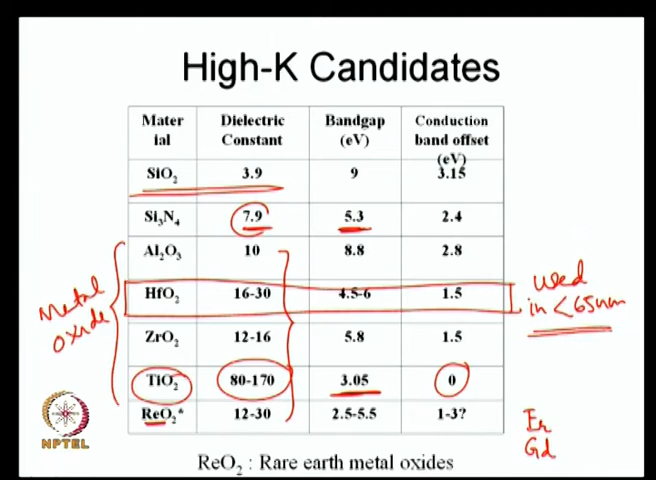 High-K Candidates
Mater ial Dielectric Constant Bandgap (eV) Conduction band offset (eV)
SiO₂ 3.9 9 3.15
Si₃N₄ 7.9 5.3 2.4
Al₂O₃ 10 8.8 2.8
HfO₂ 16-30 4.5-6 1.5
ZrO₂ 12-16 5.8 1.5
TiO₂ 80-170 3.05 0
ReO₂* 12-30 2.5-5.5 1-3?
ReO₂ : Rare earth metal oxides
Metal
oxide
used
in <65nm
Er
Gd
NPTEL